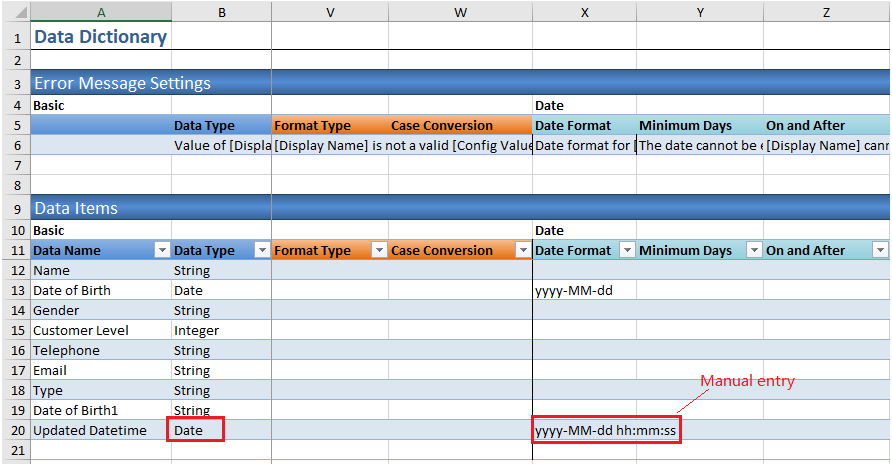 A B V W X Y Z
1 Data Dictionary
2
3 Error Message Settings
4 Basic Date
5 Data Type Format Type Case Conversion Date Format Minimum Days On and After
6 Value of [Displa [Display Name] is not a valid [Config Value Date format for [ The date cannot be e [Display Name] cann
7
8
9 Data Items
10 Basic Date
11 Data Name Data Type Format Type Case Conversion Date Format Minimum Days On and After
12 Name String
13 Date of Birth Date yyyy-MM-dd
14 Gender String
15 Customer Level Integer
16 Telephone String
17 Email String
18 Type String
Manual entry
19 Date of Birth1 String
20 Updated Datetime Date yyyy-MM-dd hh:mm:ss
21